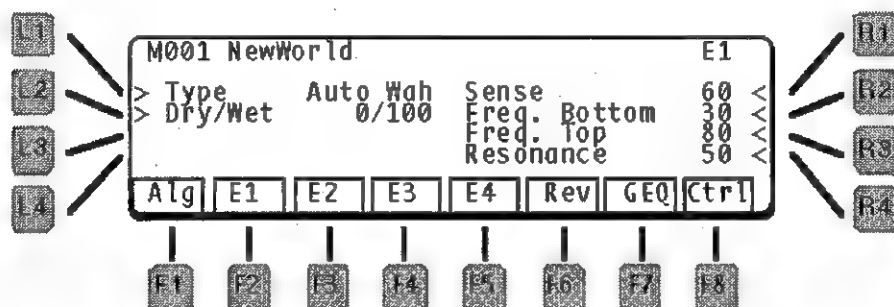 L1 R1
M001 NewWorld E1
L2 > Type Auto Wah Sense 60 < R2
> Dry/Wet 0/100 Freq. Bottom 30 <
L3 Freq. Top 80 < R3
Resonance 50 <
L4 Alg E1 E2 E3 E4 Rev GEQ Ctrl R4
F1 F2 F3 F4 F5 F6 F7 F8